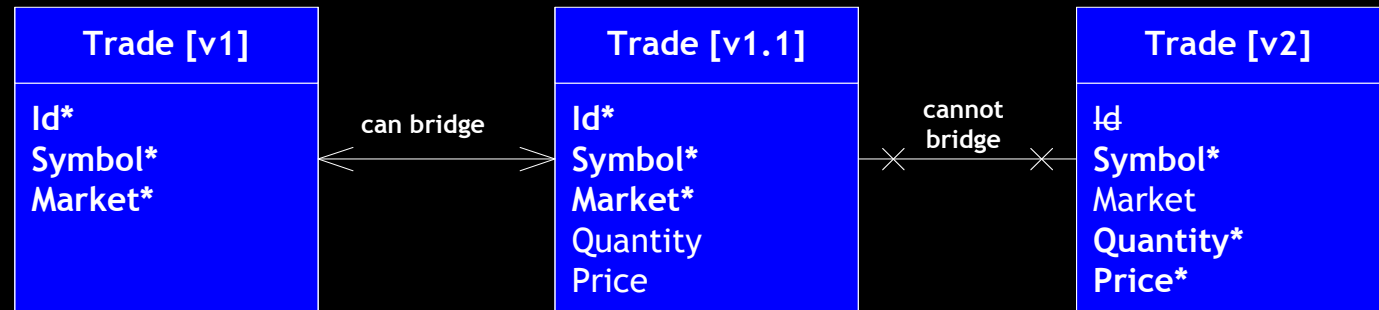 Trade [v1]
Id*
Symbol*
Market*
can bridge
Trade [v1.1]
Id*
Symbol*
Market*
Quantity
Price
cannot
bridge
Trade [v2]
Id
Symbol*
Market
Quantity*
Price*